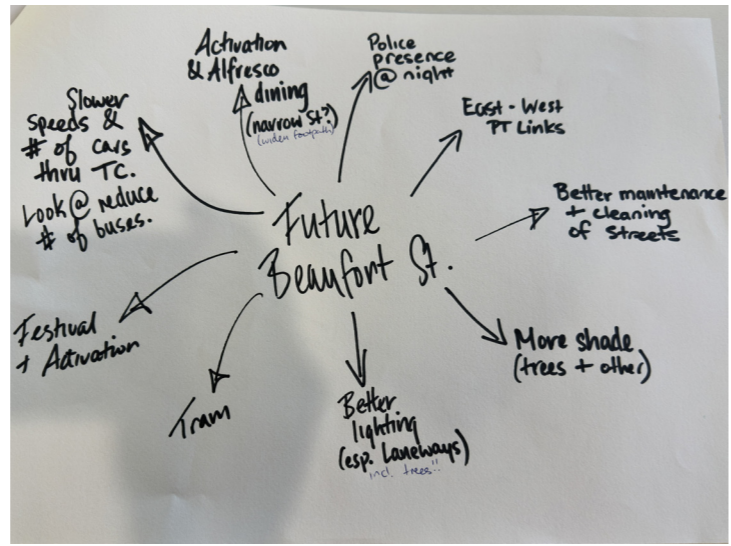 Future
Beaufort St.
Activation
& Alfresco
dining
(narrow St?)
(widen footpath)
Police
presence
@ night
East-West
PT Links
Better maintenance
+ cleaning
of streets
More shade
(trees + other)
Better
lighting
(esp. Laneways)
incl. trees!!
Tram
Festival
+ Activation
Slower
speeds &
# of cars
thru TC.
Look @ reduce
# of buses.